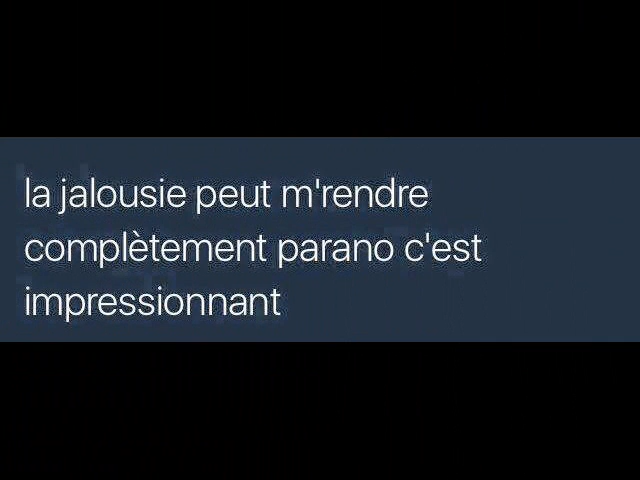 la jalousie peut m'rendre
complètement parano c'est
impressionnant